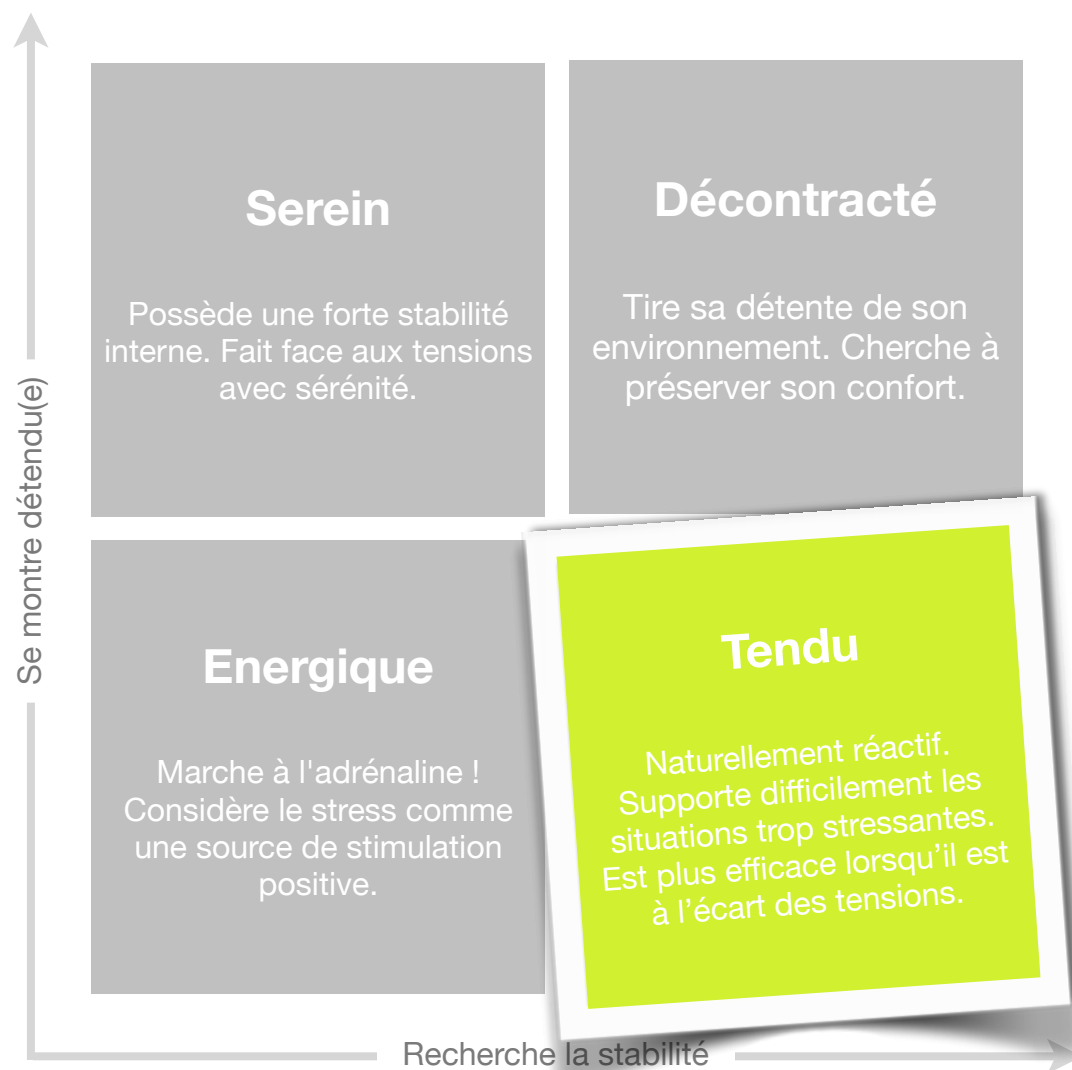 Serein
Possède une forte stabilité
interne. Fait face aux tensions
avec sérénité.
Décontracté
Tire sa détente de son
environnement. Cherche à
préserver son confort.
Energique
Marche à l'adrénaline !
Considère le stress comme
une source de stimulation
positive.
Tendu
Naturellement réactif.
Supporte difficilement les
situations trop stressantes.
Est plus efficace lorsqu’il est
à l’écart des tensions.
Se montre détendu(e)
Recherche la stabilité